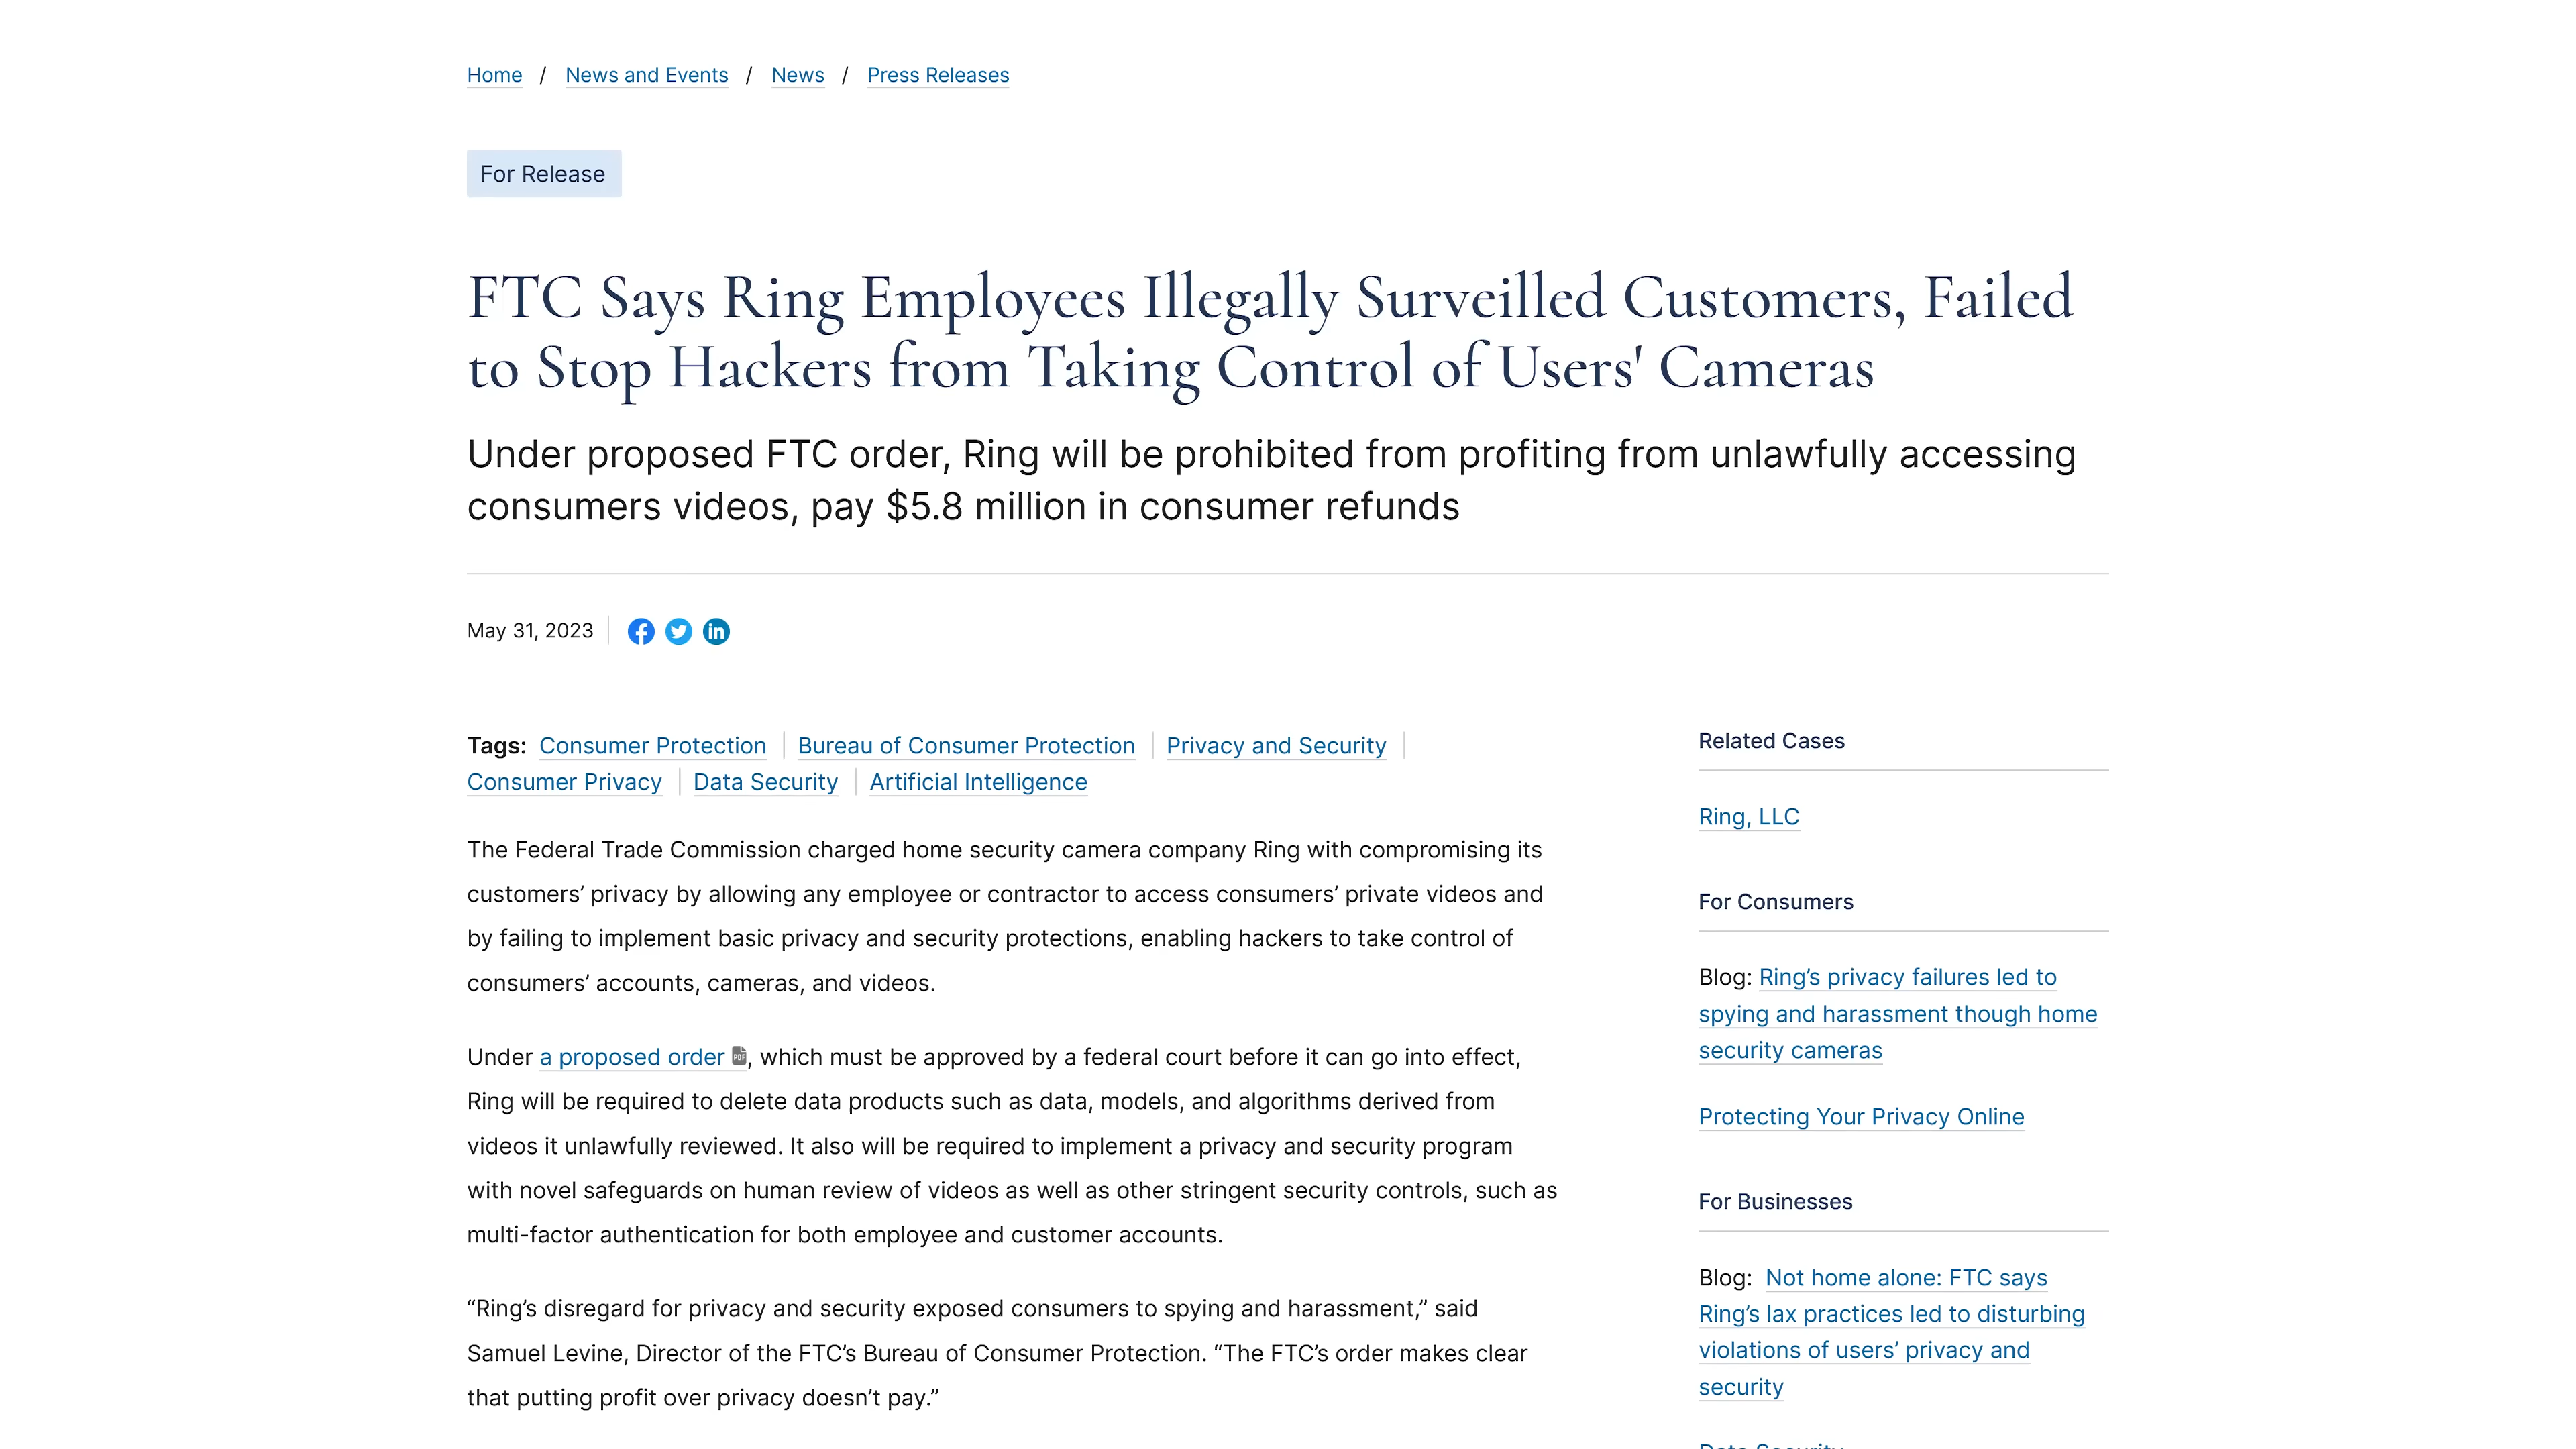 Home / News and Events / News / Press Releases
For Release
FTC Says Ring Employees Illegally Surveilled Customers, Failed
to Stop Hackers from Taking Control of Users' Cameras
Under proposed FTC order, Ring will be prohibited from profiting from unlawfully accessing
consumers videos, pay $5.8 million in consumer refunds
May 31, 2023
Tags: Consumer Protection | Bureau of Consumer Protection | Privacy and Security |
Consumer Privacy | Data Security | Artificial Intelligence
The Federal Trade Commission charged home security camera company Ring with compromising its
customers’ privacy by allowing any employee or contractor to access consumers’ private videos and
by failing to implement basic privacy and security protections, enabling hackers to take control of
consumers’ accounts, cameras, and videos.
Under a proposed order PDF, which must be approved by a federal court before it can go into effect,
Ring will be required to delete data products such as data, models, and algorithms derived from
videos it unlawfully reviewed. It also will be required to implement a privacy and security program
with novel safeguards on human review of videos as well as other stringent security controls, such as
multi-factor authentication for both employee and customer accounts.
“Ring’s disregard for privacy and security exposed consumers to spying and harassment,” said
Samuel Levine, Director of the FTC’s Bureau of Consumer Protection. “The FTC’s order makes clear
that putting profit over privacy doesn’t pay.”
Related Cases
Ring, LLC
For Consumers
Blog: Ring’s privacy failures led to
spying and harassment though home
security cameras
Protecting Your Privacy Online
For Businesses
Blog: Not home alone: FTC says
Ring’s lax practices led to disturbing
violations of users’ privacy and
security
Data Security